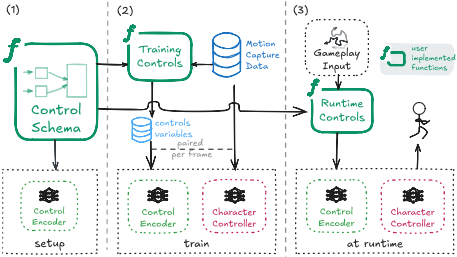 (1)
(2)
(3)
Control
Schema
Training
Controls
Motion
Capture
Data
Gameplay
Input
user
implemented
functions
Runtime
Controls
controls
variables
paired
per frame
Control
Encoder
setup
Control
Encoder
Character
Controller
train
Control
Encoder
Character
Controller
at runtime